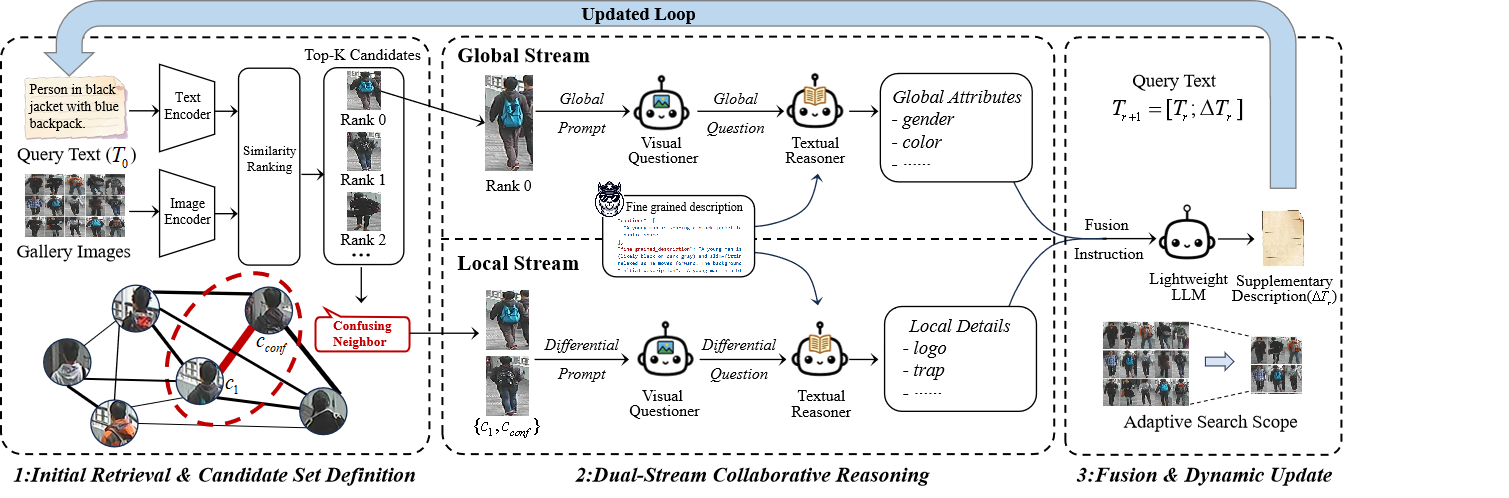 Updated Loop
Top-K Candidates
Person in black
jacket with blue
backpack.
Query Text (T0)
Text
Encoder
Image
Encoder
Similarity
Ranking
Rank 0
Rank 1
Rank 2
...
Gallery Images
Confusing
Neighbor
Cconf
C1
1:Initial Retrieval & Candidate Set Definition
Global Stream
Rank 0
Global
Prompt
Visual
Questioner
Global
Question
Textual
Reasoner
Global Attributes
- gender
- color
- ······
Fine grained description
Local Stream
{C1, Cconf}
Differential
Prompt
Visual
Questioner
Differential
Question
Textual
Reasoner
Local Details
- logo
- trap
- ······
2:Dual-Stream Collaborative Reasoning
Query Text
Tr+1 = [Tr; ΔTr]
Fusion
Instruction
Lightweight
LLM
Supplementary
Description(ΔTr)
Adaptive Search Scope
3:Fusion & Dynamic Update